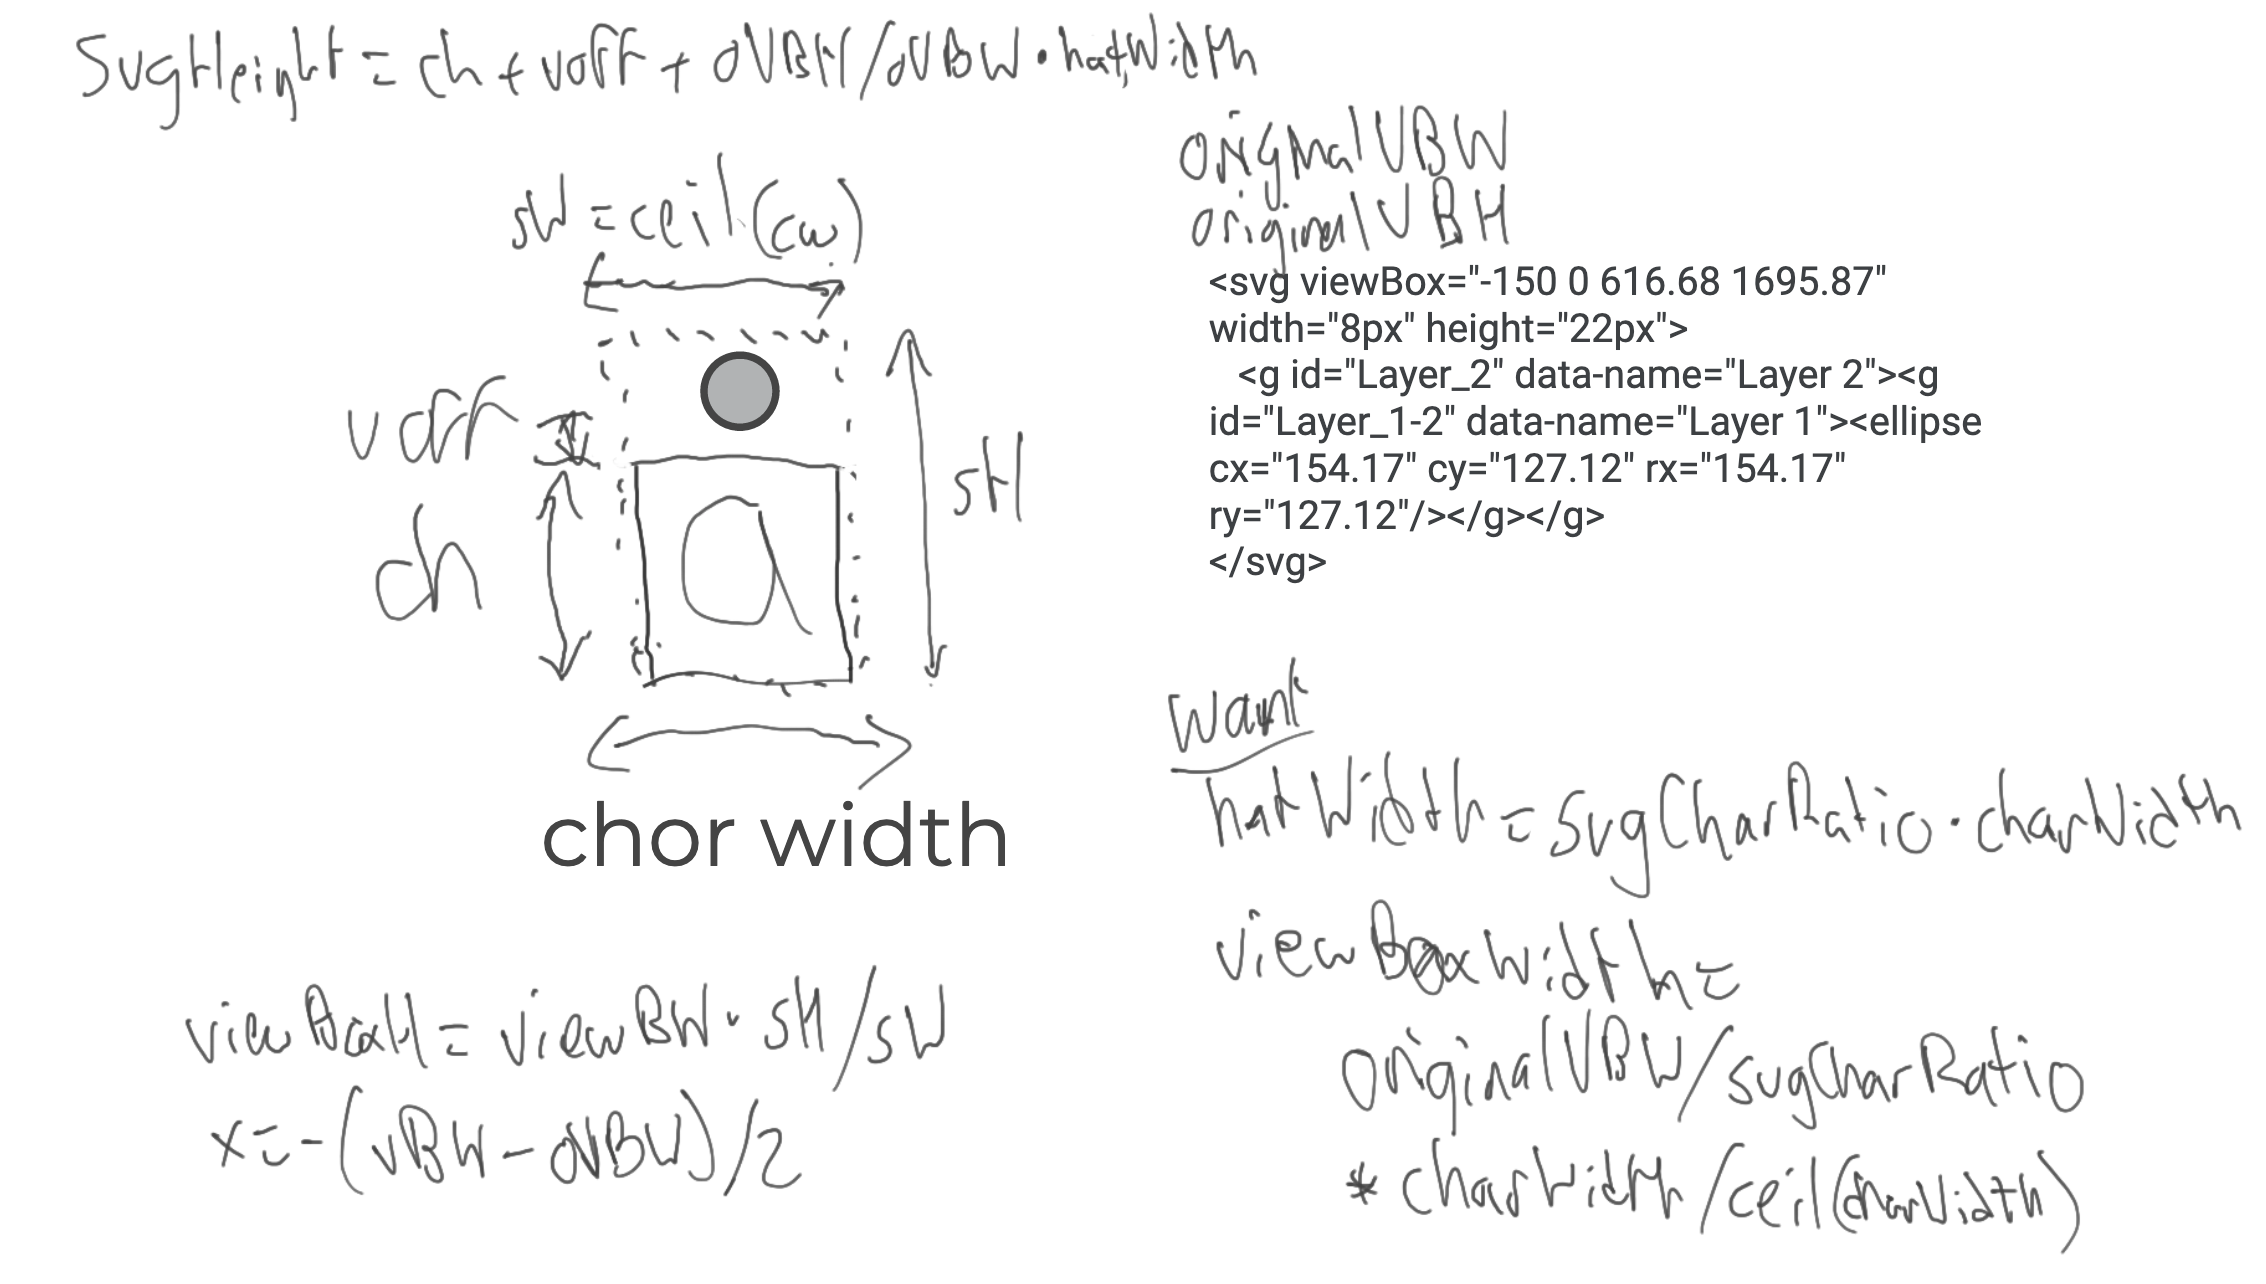 SvgHeight = ch + voff + oVBH/oVBW · hatWidth
originalVBW
originalVBH
sW = ceil(cw)
<svg viewBox="-150 0 616.68 1695.87"
width="8px" height="22px">
<g id="Layer_2" data-name="Layer 2"><g
id="Layer_1-2" data-name="Layer 1"><ellipse
cx="154.17" cy="127.12" rx="154.17"
ry="127.12"/></g></g>
</svg>
voff
sH
ch
a
chor width
want
hatWidth = svgCharRatio · charWidth
viewBoxWidth =
originalVBW/svgCharRatio
* charWidth/ceil(charWidth)
viewBoxH = viewBW · sH/sW
x = -(vBW - oVBW)/2